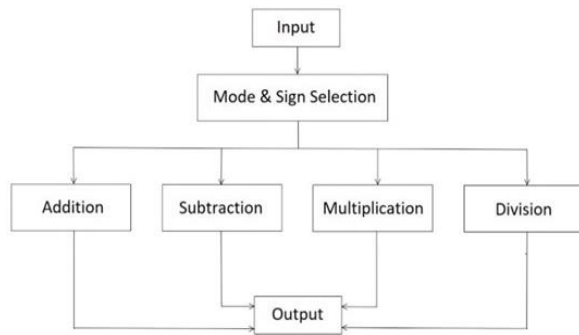 Input
Mode & Sign Selection
Addition
Subtraction
Multiplication
Division
Output